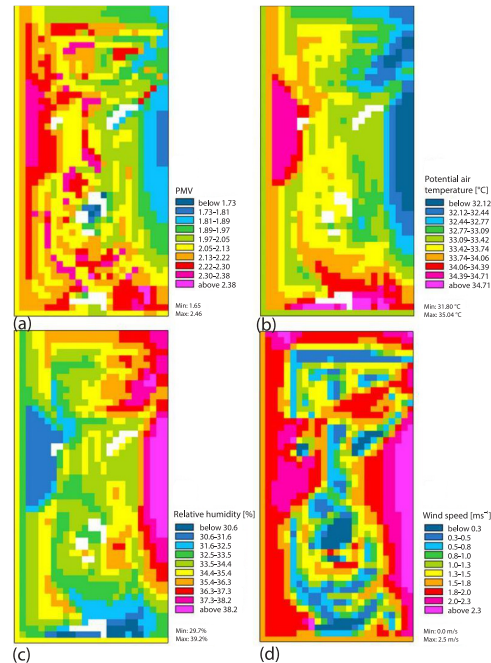 PMV
below 1.73
1.73–1.81
1.81–1.89
1.89–1.97
1.97–2.05
2.05–2.13
2.13–2.22
2.22–2.30
2.30–2.38
above 2.38
Min: 1.65
Max: 2.46
(a)
Potential air
temperature [°C]
below 32.12
32.12–32.44
32.44–32.77
32.77–33.09
33.09–33.42
33.42–33.74
33.74–34.06
34.06–34.39
34.39–34.71
above 34.71
Min: 31.80 °C
Max: 35.04 °C
(b)
Relative humidity [%]
below 30.6
30.6–31.6
31.6–32.5
32.5–33.5
33.5–34.4
34.4–35.4
35.4–36.3
36.3–37.3
37.3–38.2
above 38.2
Min: 29.7%
Max: 39.2%
(c)
Wind speed [ms⁻]
below 0.3
0.3–0.5
0.5–0.8
0.8–1.0
1.0–1.3
1.3–1.5
1.5–1.8
1.8–2.0
2.0–2.3
above 2.3
Min: 0.0 m/s
Max: 2.5 m/s
(d)